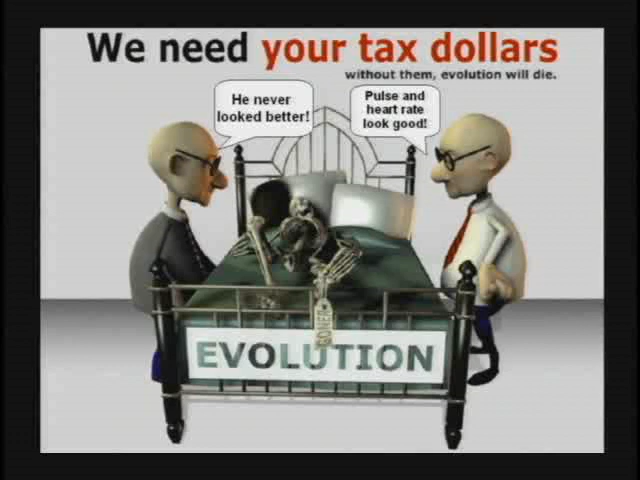 We need your tax dollars
without them, evolution will die.
He never
looked better!
Pulse and
heart rate
look good!
GONER
EVOLUTION